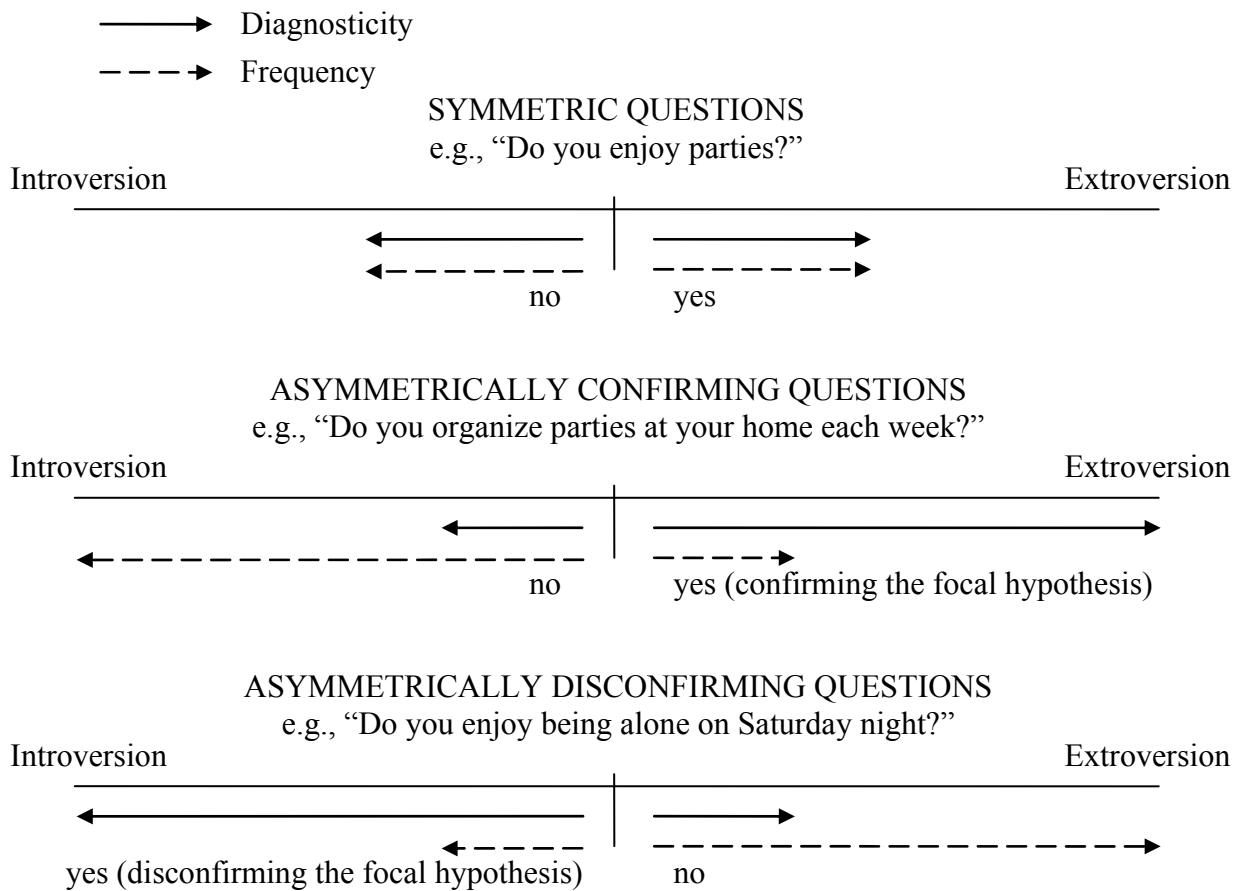 Diagnosticity
Frequency
SYMMETRIC QUESTIONS
e.g., “Do you enjoy parties?”
Introversion Extroversion
no yes
ASYMMETRICALLY CONFIRMING QUESTIONS
e.g., “Do you organize parties at your home each week?”
Introversion Extroversion
no yes (confirming the focal hypothesis)
ASYMMETRICALLY DISCONFIRMING QUESTIONS
e.g., “Do you enjoy being alone on Saturday night?”
Introversion Extroversion
yes (disconfirming the focal hypothesis) no